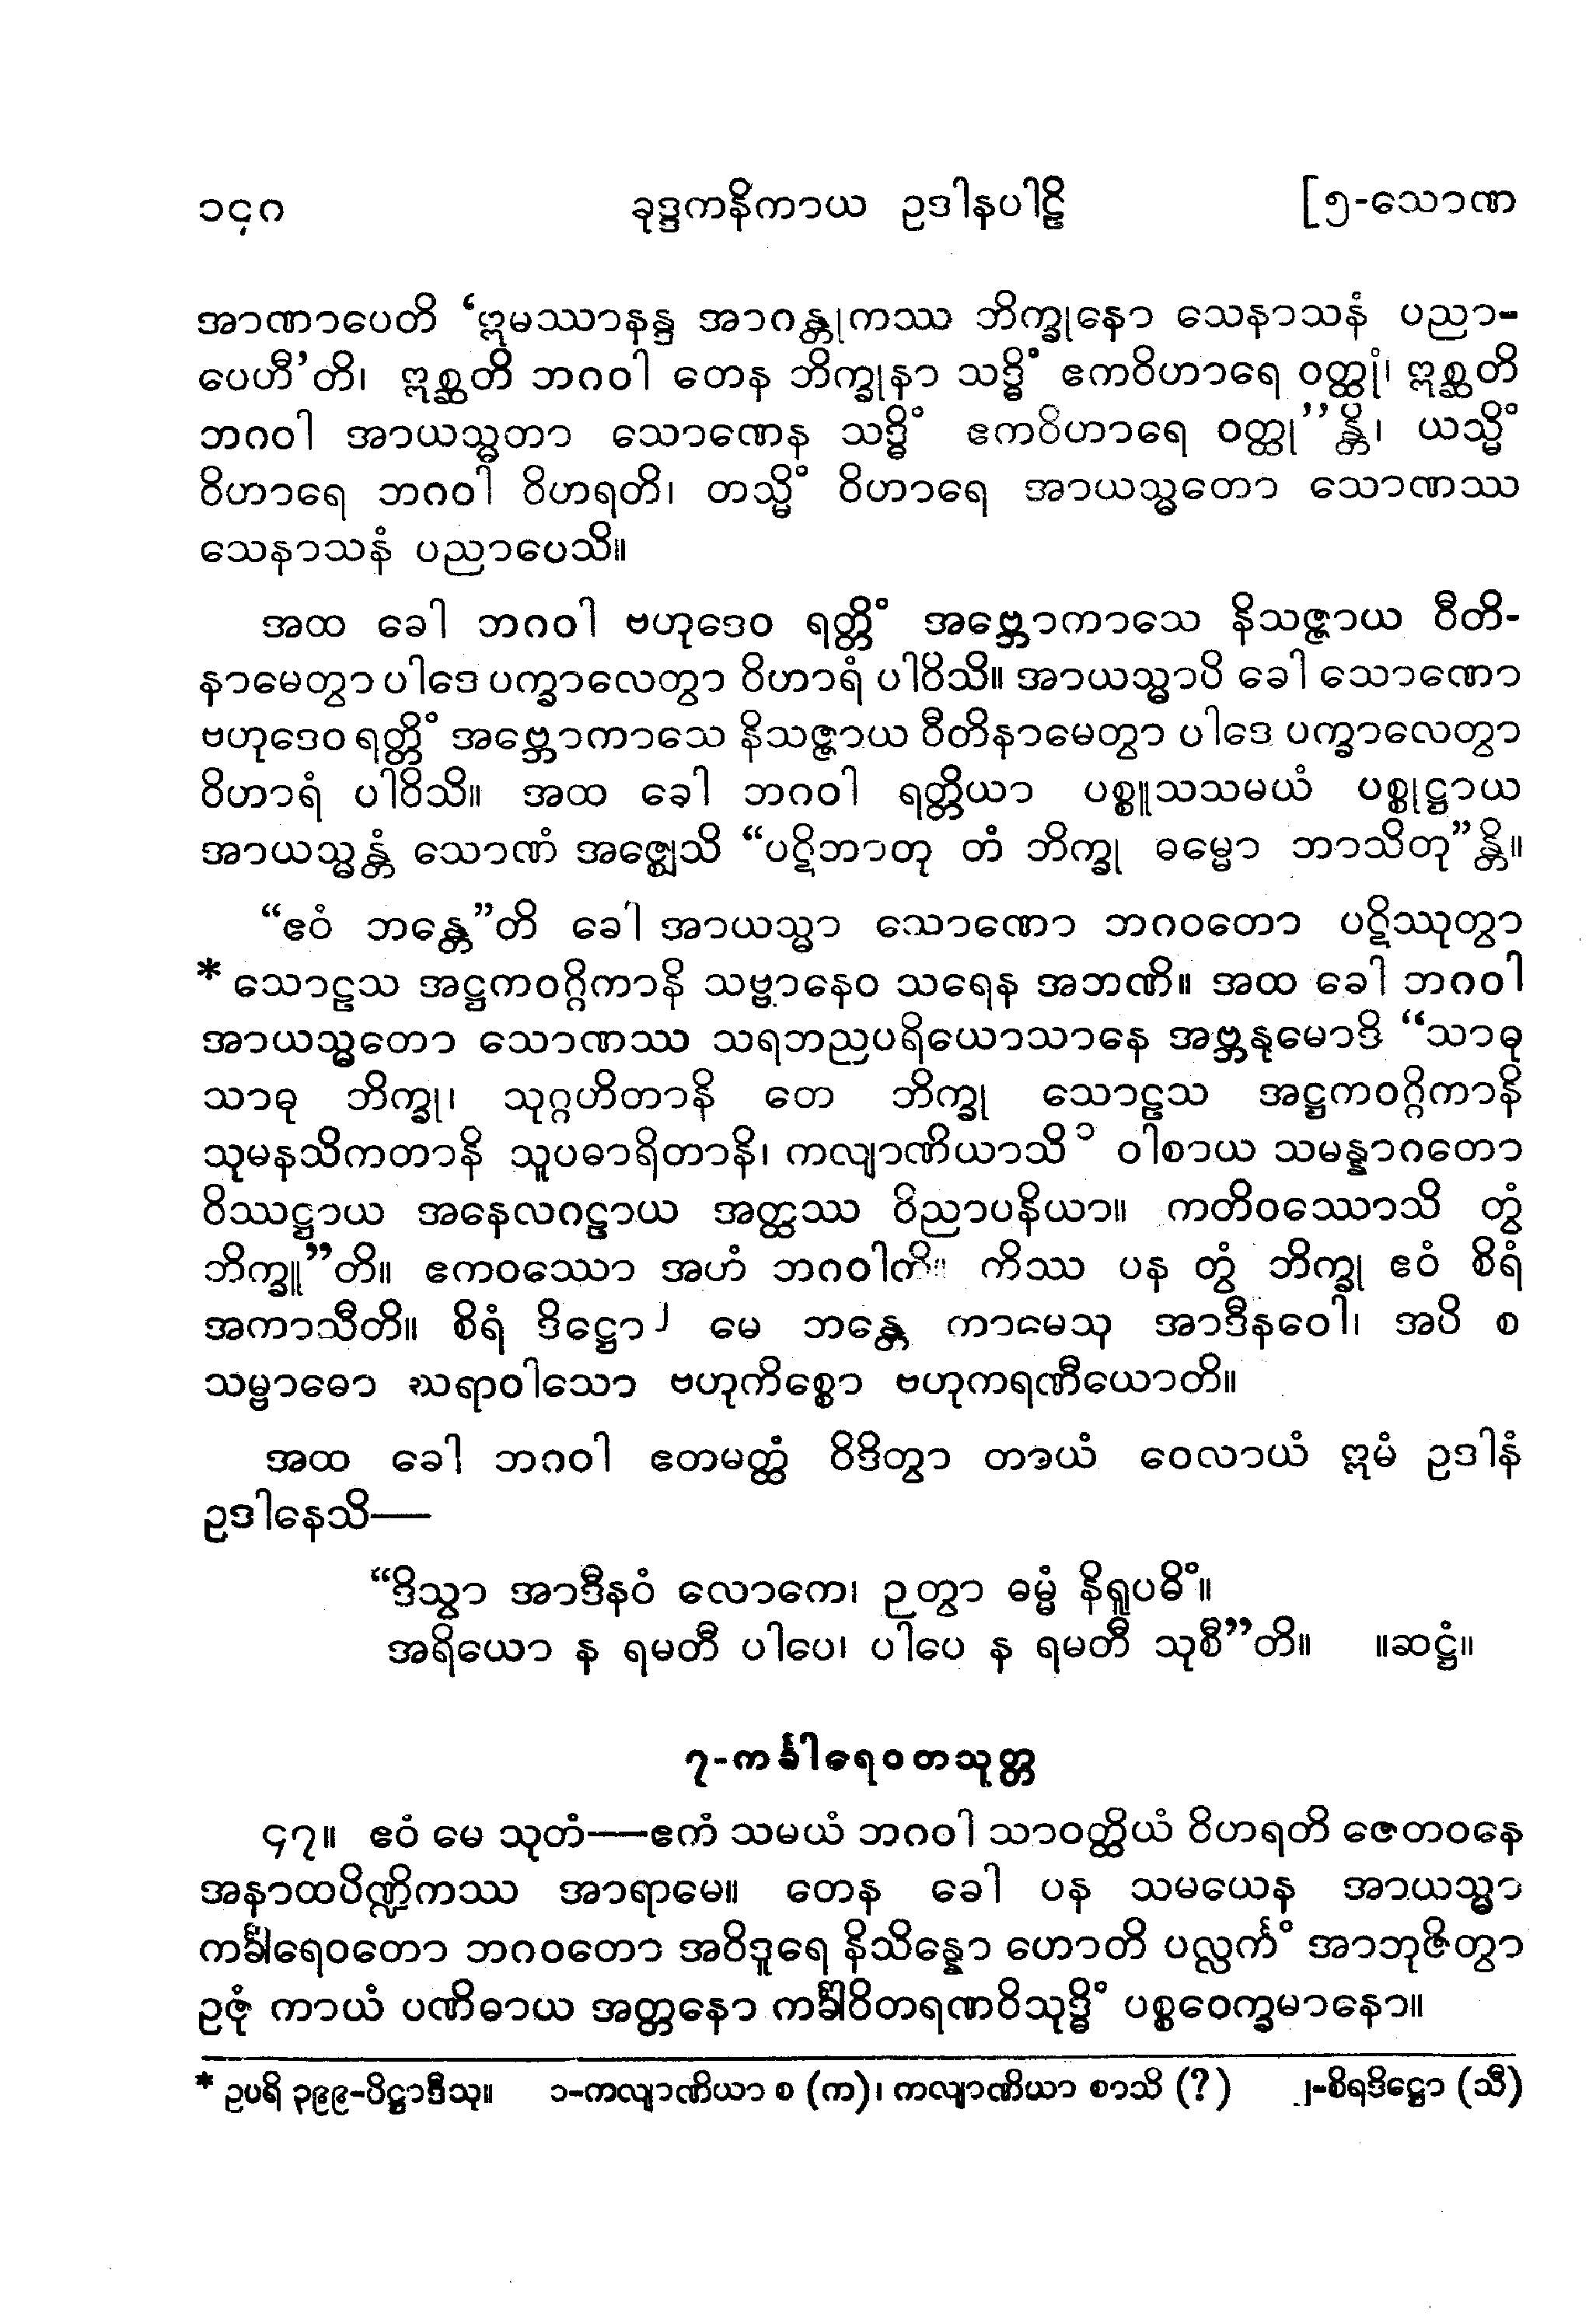 ၁၄၈ ခုဒ္ဒကနိကာယ ဥဒါနပါဠိ [၅-သောဏ
အာဏာပေတိ ‘ဣမဿာနန္ဒ အာဂန္တုကဿ ဘိက္ခုနော သေနာသနံ ပညာ-
ပေဟီ’တိ၊ ဣစ္ဆတိ ဘဂဝါ တေန ဘိက္ခုနာ သဒ္ဓိံ ဧကဝိဟာရေ ဝတ္ထုံ၊ ဣစ္ဆတိ
ဘဂဝါ အာယသ္မတာ သောဏေန သဒ္ဓိံ ဧကဝိဟာရေ ဝတ္ထု”န္တိ၊ ယသ္မိံ
ဝိဟာရေ ဘဂဝါ ဝိဟရတိ၊ တသ္မိံ ဝိဟာရေ အာယသ္မတော သောဏဿ
သေနာသနံ ပညာပေသိ။
အထ ခေါ ဘဂဝါ ဗဟုဒေဝ ရတ္တိံ အဗ္ဘောကာသေ နိသဇ္ဇာယ ဝီတိ-
နာမေတွာ ပါဒေ ပက္ခာလေတွာ ဝိဟာရံ ပါဝိသိ။ အာယသ္မာပိ ခေါ သောဏော
ဗဟုဒေဝ ရတ္တိံ အဗ္ဘောကာသေ နိသဇ္ဇာယ ဝီတိနာမေတွာ ပါဒေ ပက္ခာလေတွာ
ဝိဟာရံ ပါဝိသိ။ အထ ခေါ ဘဂဝါ ရတ္တိယာ ပစ္စူသသမယံ ပစ္စုဋ္ဌာယ
အာယသ္မန္တံ သောဏံ အဇ္ဈေသိ “ပဋိဘာတု တံ ဘိက္ခု ဓမ္မော ဘာသိတု”န္တိ။
“ဧဝံ ဘန္တေ”တိ ခေါ အာယသ္မာ သောဏော ဘဂဝတော ပဋိဿုတွာ
* သောဠသ အဋ္ဌကဝဂ္ဂိကာနိ သဗ္ဗာနေဝ သရေန အဘဏိ။ အထ ခေါ ဘဂဝါ
အာယသ္မတော သောဏဿ သရဘညပရိယောသာနေ အဗ္ဘနုမောဒိ “သာဓု
သာဓု ဘိက္ခု၊ သုဂ္ဂဟိတာနိ တေ ဘိက္ခု သောဠသ အဋ္ဌကဝဂ္ဂိကာနိ
သုမနသိကတာနိ သူပဓာရိတာနိ၊ ကလျာဏိယာသိ ၁ ဝါစာယ သမန္နာဂတော
ဝိဿဋ္ဌာယ အနေလဂဠာယ အတ္ထဿ ဝိညာပနိယာ။ ကတိဝဿောသိ တွံ
ဘိက္ခူ”တိ။ ဧကဝဿော အဟံ ဘဂဝါတိ။ ကိဿ ပန တွံ ဘိက္ခု ဧဝံ စိရံ
အကာသီတိ။ စိရံ ဒိဋ္ဌော ၂ မေ ဘန္တေ ကာမေသု အာဒီနဝေါ၊ အပိ စ
သမ္ဗာဓော ဃရာဝါသော ဗဟုကိစ္စော ဗဟုကရဏီယောတိ။
အထ ခေါ ဘဂဝါ ဧတမတ္ထံ ဝိဒိတွာ တာယံ ဝေလာယံ ဣမံ ဥဒါနံ
ဥဒါနေသိ—
“ဒိသွာ အာဒီနဝံ လောကေ၊ ဉတွာ ဓမ္မံ နိရူပဓိံ။
အရိယော န ရမတီ ပါပေ၊ ပါပေ န ရမတီ သုစီ”တိ။ ။ဆဋ္ဌံ။
၇-ကင်္ခါရေဝတသုတ္တ
၄၇။ ဧဝံ မေ သုတံ—ဧကံ သမယံ ဘဂဝါ သာဝတ္ထိယံ ဝိဟရတိ ဇေတဝနေ
အနာထပိဏ္ဍိကဿ အာရာမေ။ တေန ခေါ ပန သမယေန အာယသ္မာ
ကင်္ခါရေဝတော ဘဂဝတော အဝိဒူရေ နိသိန္နော ဟောတိ ပလ္လင်္ကံ အာဘုဇိတွာ
ဥဇုံ ကာယံ ပဏိဓာယ အတ္တနော ကင်္ခါဝိတရဏဝိသုဒ္ဓိံ ပစ္စဝေက္ခမာနော။
* ဥပရိ ၃၉၉-ပိဋ္ဌာဒီသု။ ၁-ကလျာဏိယာ စ (က)၊ ကလျာဏိယာ စာသိ (?) ၂-စိရဒိဋ္ဌော (သီ)